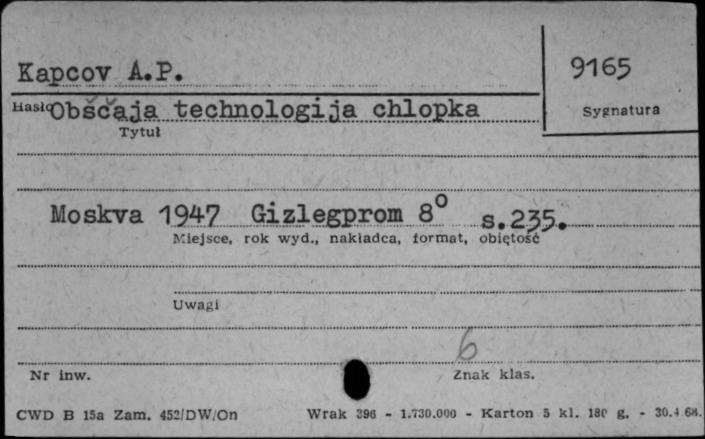 Kapcov A.P.
9165
Hasło Obščaja technologija chlopka
Sygnatura
Tytuł
Moskva 1947 Gizlegprom 8° s.235.
Miejsce, rok wyd., nakładca, format, objętość
Uwagi
6
Nr inw.
Znak klas.
CWD B 15a Zam. 452/DW/On Wrak 396 - 1.730.000 - Karton 5 kl. 180 g. - 30.4.68.